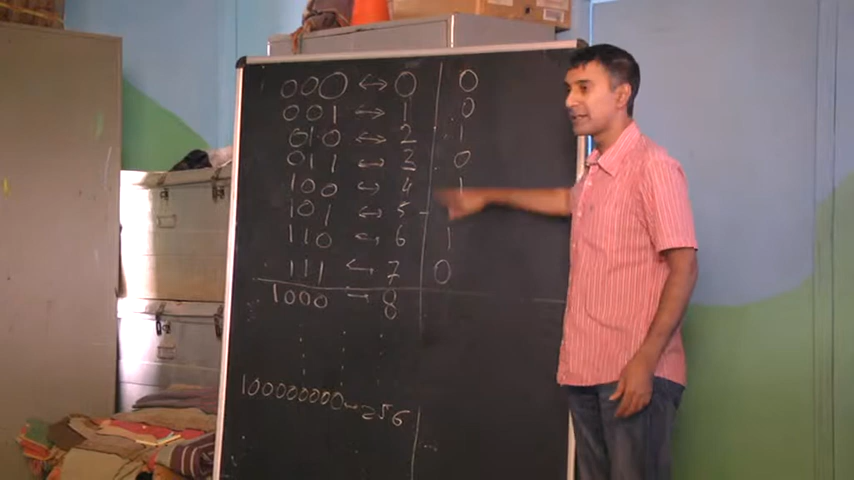 000 ↔ 0 0
001 ↔ 1 0
010 ↔ 2 1
011 ↔ 3 0
100 ↔ 4 1
101 ↔ 5
110 ↔ 6 1
111 ↔ 7 0
1000 – 8
100000000 – 256